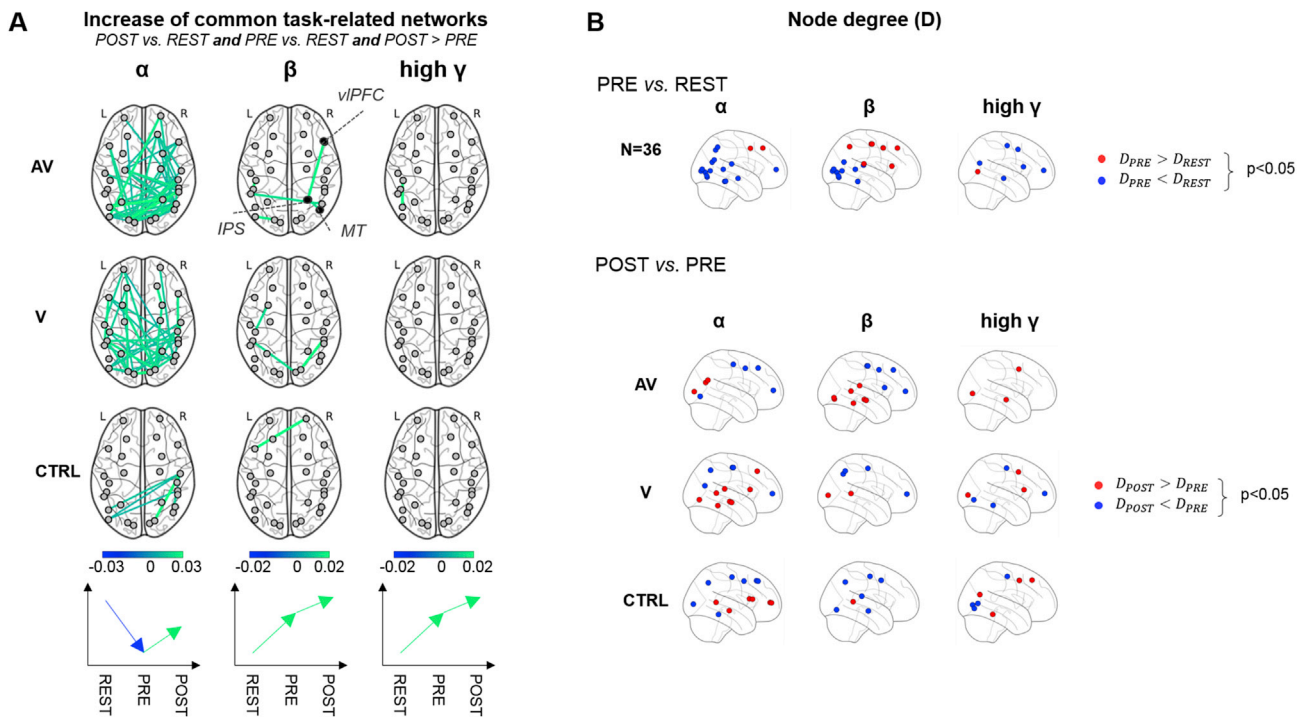 A
Increase of common task-related networks
POST vs. REST and PRE vs. REST and POST > PRE
α β high γ
L R L R L R
vlPFC
AV
IPS
MT
L R L R L R
V
L R L R L R
CTRL
-0.03 0 0.03
-0.02 0 0.02
-0.02 0 0.02
REST PRE POST
REST PRE POST
REST PRE POST
B
Node degree (D)
PRE vs. REST
α β high γ
N=36
D_PRE > D_REST
D_PRE < D_REST
p<0.05
POST vs. PRE
α β high γ
AV
V
D_POST > D_PRE
D_POST < D_PRE
p<0.05
CTRL